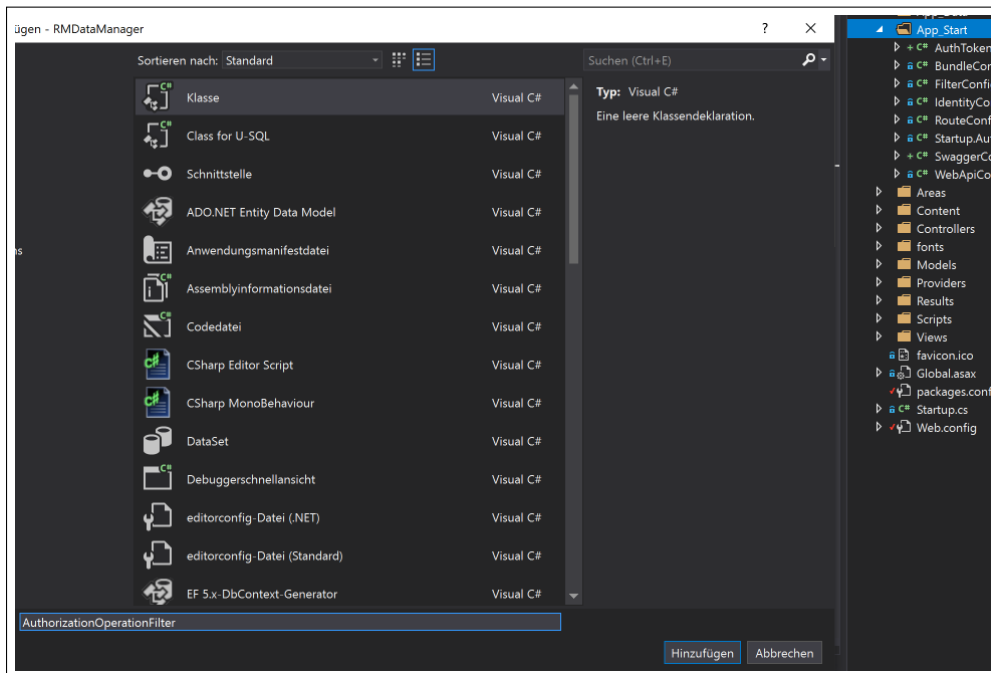 ügen - RMDataManager
?
Sortieren nach: Standard
Suchen (Ctrl+E)
Klasse Visual C#
Class for U-SQL Visual C#
Schnittstelle Visual C#
ADO.NET Entity Data Model Visual C#
Anwendungsmanifestdatei Visual C#
Assemblyinformationsdatei Visual C#
Codedatei Visual C#
CSharp Editor Script Visual C#
CSharp MonoBehaviour Visual C#
DataSet Visual C#
Debuggerschnellansicht Visual C#
editorconfig-Datei (.NET) Visual C#
editorconfig-Datei (Standard) Visual C#
EF 5.x-DbContext-Generator Visual C#
Typ: Visual C#
Eine leere Klassendeklaration.
AuthorizationOperationFilter
Hinzufügen Abbrechen
App_Start
+ C# AuthToken
C# BundleCon
C# FilterConfi
C# IdentityCo
C# RouteConf
C# Startup.Au
+ C# SwaggerCo
C# WebApiCo
Areas
Content
Controllers
fonts
Models
Providers
Results
Scripts
Views
favicon.ico
Global.asax
packages.conf
C# Startup.cs
Web.config